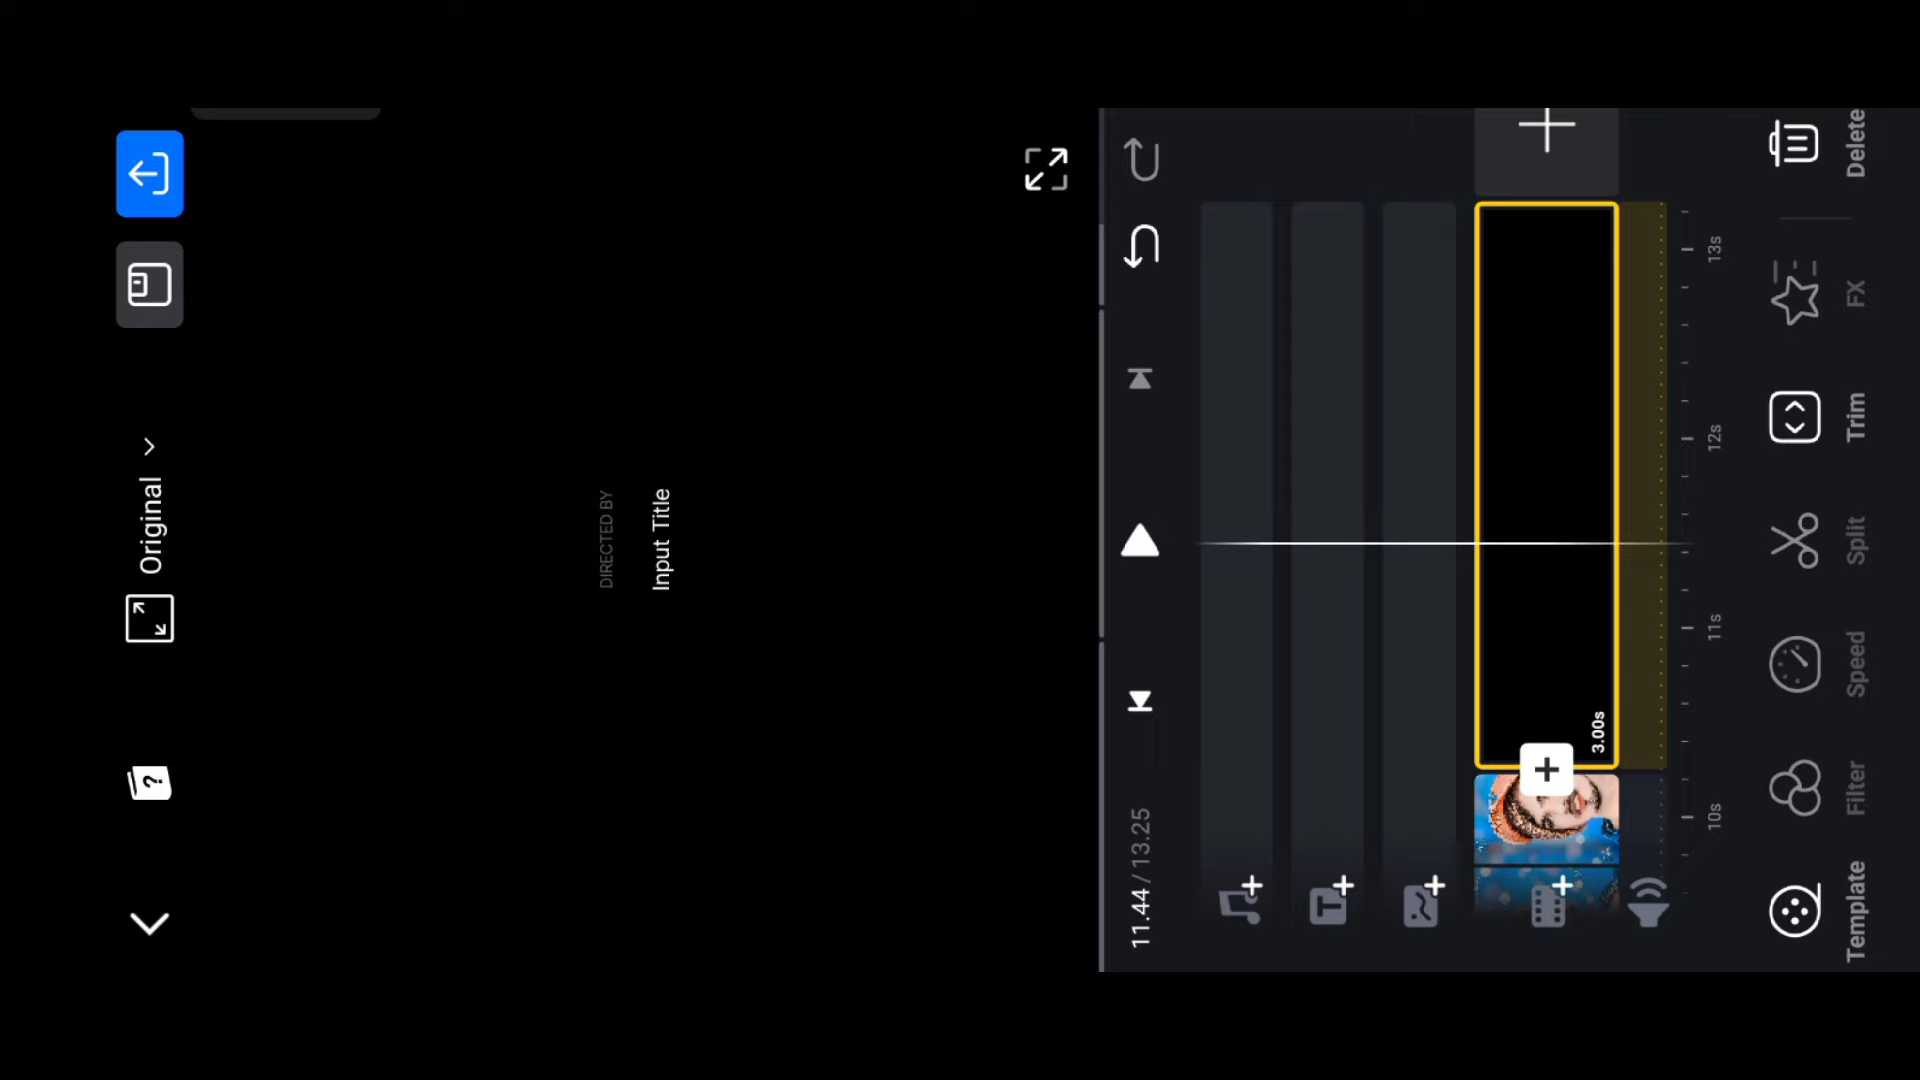 Original
DIRECTED BY
Input Title
11.44 / 13.25
3.00s
10s
11s
12s
13s
Template
Filter
Speed
Split
Trim
FX
Delete